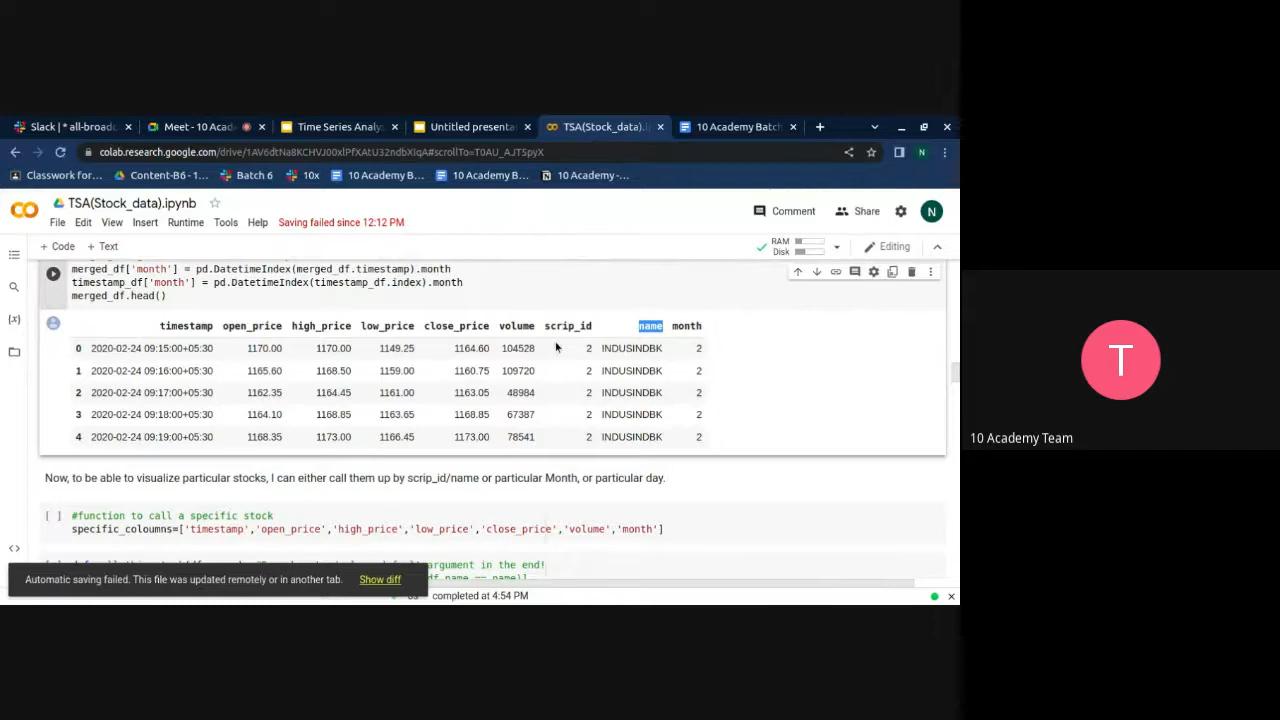 Slack | * all-broad
Meet - 10 Acad
Time Series Analy
Untitled presenta
TSA(Stock_data).i
10 Academy Batch
colab.research.google.com/drive/1AV6dtNa8KCHVJ00xlPfXAtU32ndbXIqA#scrollTo=T0AU_AJT5pyX
N
Classwork for...
Content-B6 - 1...
Batch 6
10x
10 Academy B...
10 Academy B...
10 Academy -...
TSA(Stock_data).ipynb
File Edit View Insert Runtime Tools Help Saving failed since 12:12 PM
Comment
Share
N
+ Code + Text
RAM
Disk
Editing
merged_df['month'] = pd.DatetimeIndex(merged_df.timestamp).month
timestamp_df['month'] = pd.DatetimeIndex(timestamp_df.index).month
merged_df.head()
timestamp open_price high_price low_price close_price volume scrip_id name month
0 2020-02-24 09:15:00+05:30 1170.00 1170.00 1149.25 1164.60 104528 2 INDUSINDBK 2
1 2020-02-24 09:16:00+05:30 1165.60 1168.50 1159.00 1160.75 109720 2 INDUSINDBK 2
2 2020-02-24 09:17:00+05:30 1162.35 1164.45 1161.00 1163.05 48984 2 INDUSINDBK 2
3 2020-02-24 09:18:00+05:30 1164.10 1168.85 1163.65 1168.85 67387 2 INDUSINDBK 2
4 2020-02-24 09:19:00+05:30 1168.35 1173.00 1166.45 1173.00 78541 2 INDUSINDBK 2
Now, to be able to visualize particular stocks, I can either call them up by scrip_id/name or particular Month, or particular day.
[ ] #function to call a specific stock
specific_coloumns=['timestamp','open_price','high_price','low_price','close_price','volume','month']
argument in the end!
df.name == name)]
Automatic saving failed. This file was updated remotely or in another tab. Show diff
completed at 4:54 PM
T
10 Academy Team